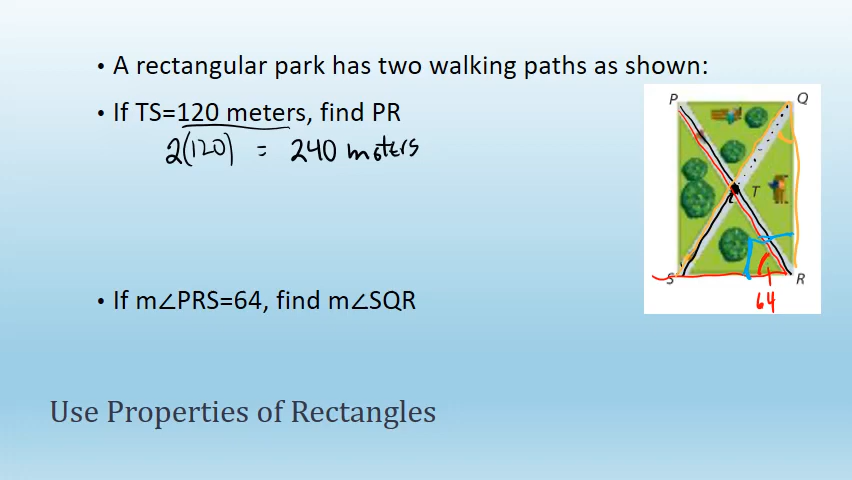 • A rectangular park has two walking paths as shown:
• If TS=120 meters, find PR
2(120) = 240 meters
• If m∠PRS=64, find m∠SQR
Use Properties of Rectangles
P Q
T
S R
64